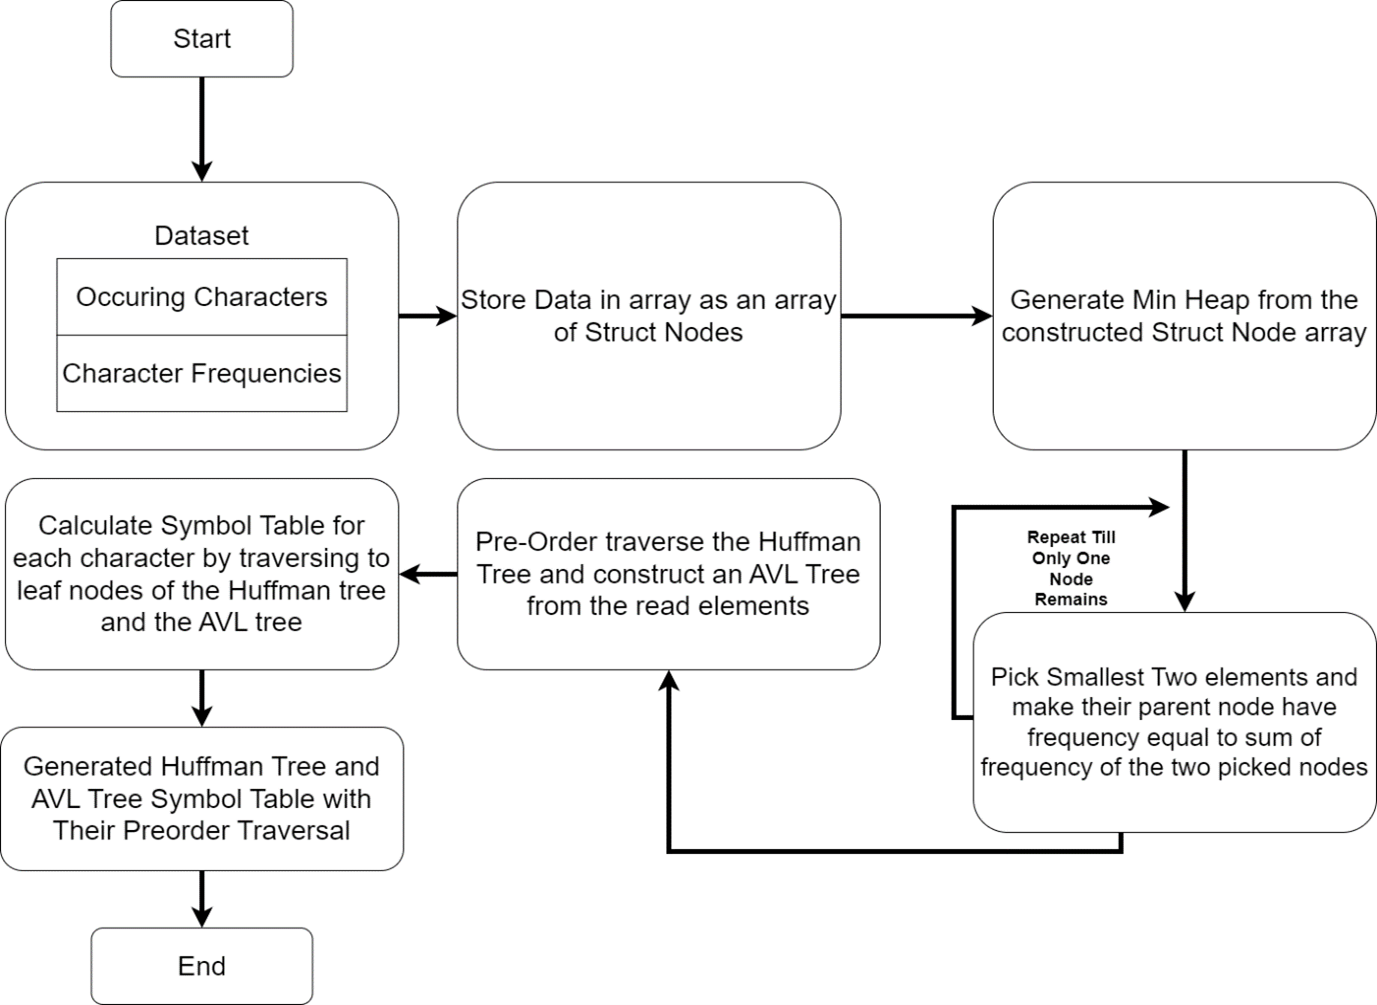 Start
Dataset
Occuring Characters
Character Frequencies
Store Data in array as an array
of Struct Nodes
Generate Min Heap from the
constructed Struct Node array
Repeat Till
Only One
Node
Remains
Pick Smallest Two elements and
make their parent node have
frequency equal to sum of
frequency of the two picked nodes
Pre-Order traverse the Huffman
Tree and construct an AVL Tree
from the read elements
Calculate Symbol Table for
each character by traversing to
leaf nodes of the Huffman tree
and the AVL tree
Generated Huffman Tree and
AVL Tree Symbol Table with
Their Preorder Traversal
End